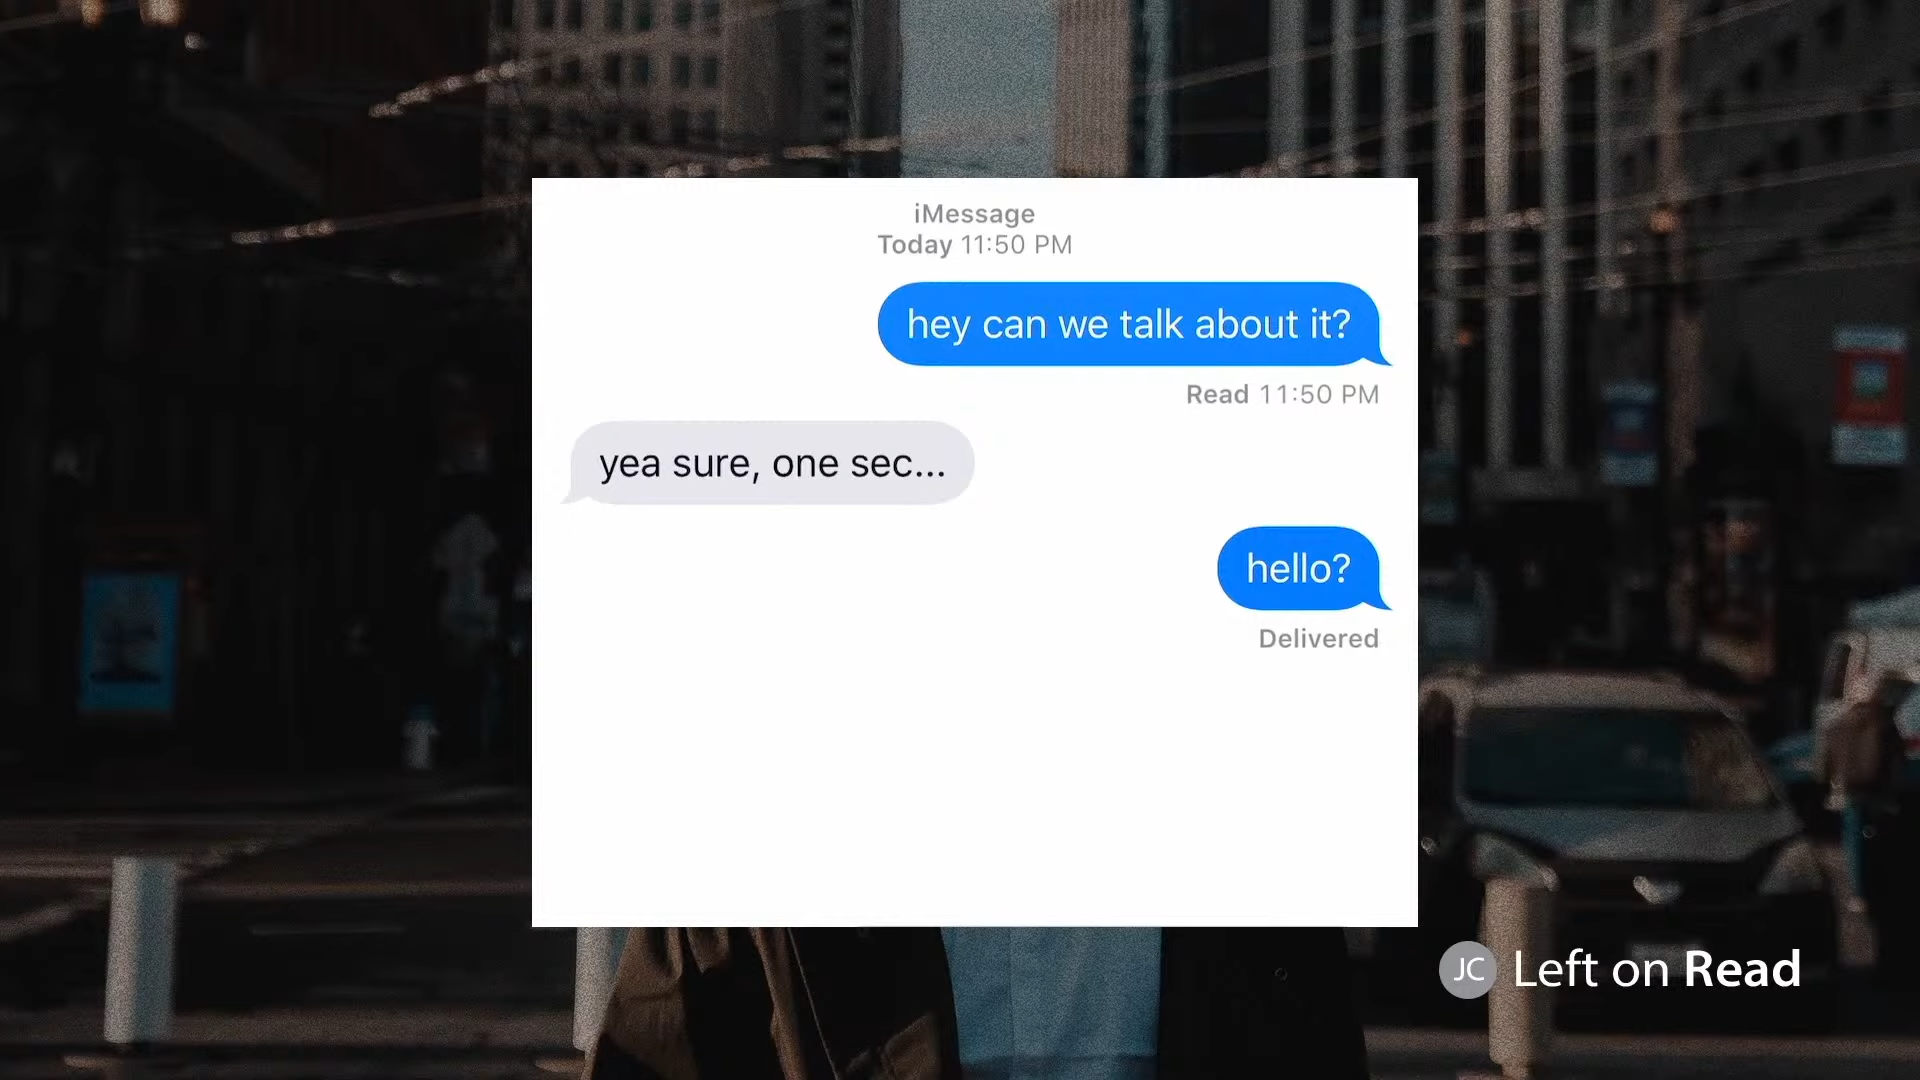 iMessage
Today 11:50 PM
hey can we talk about it?
Read 11:50 PM
yea sure, one sec...
hello?
Delivered
JC Left on Read